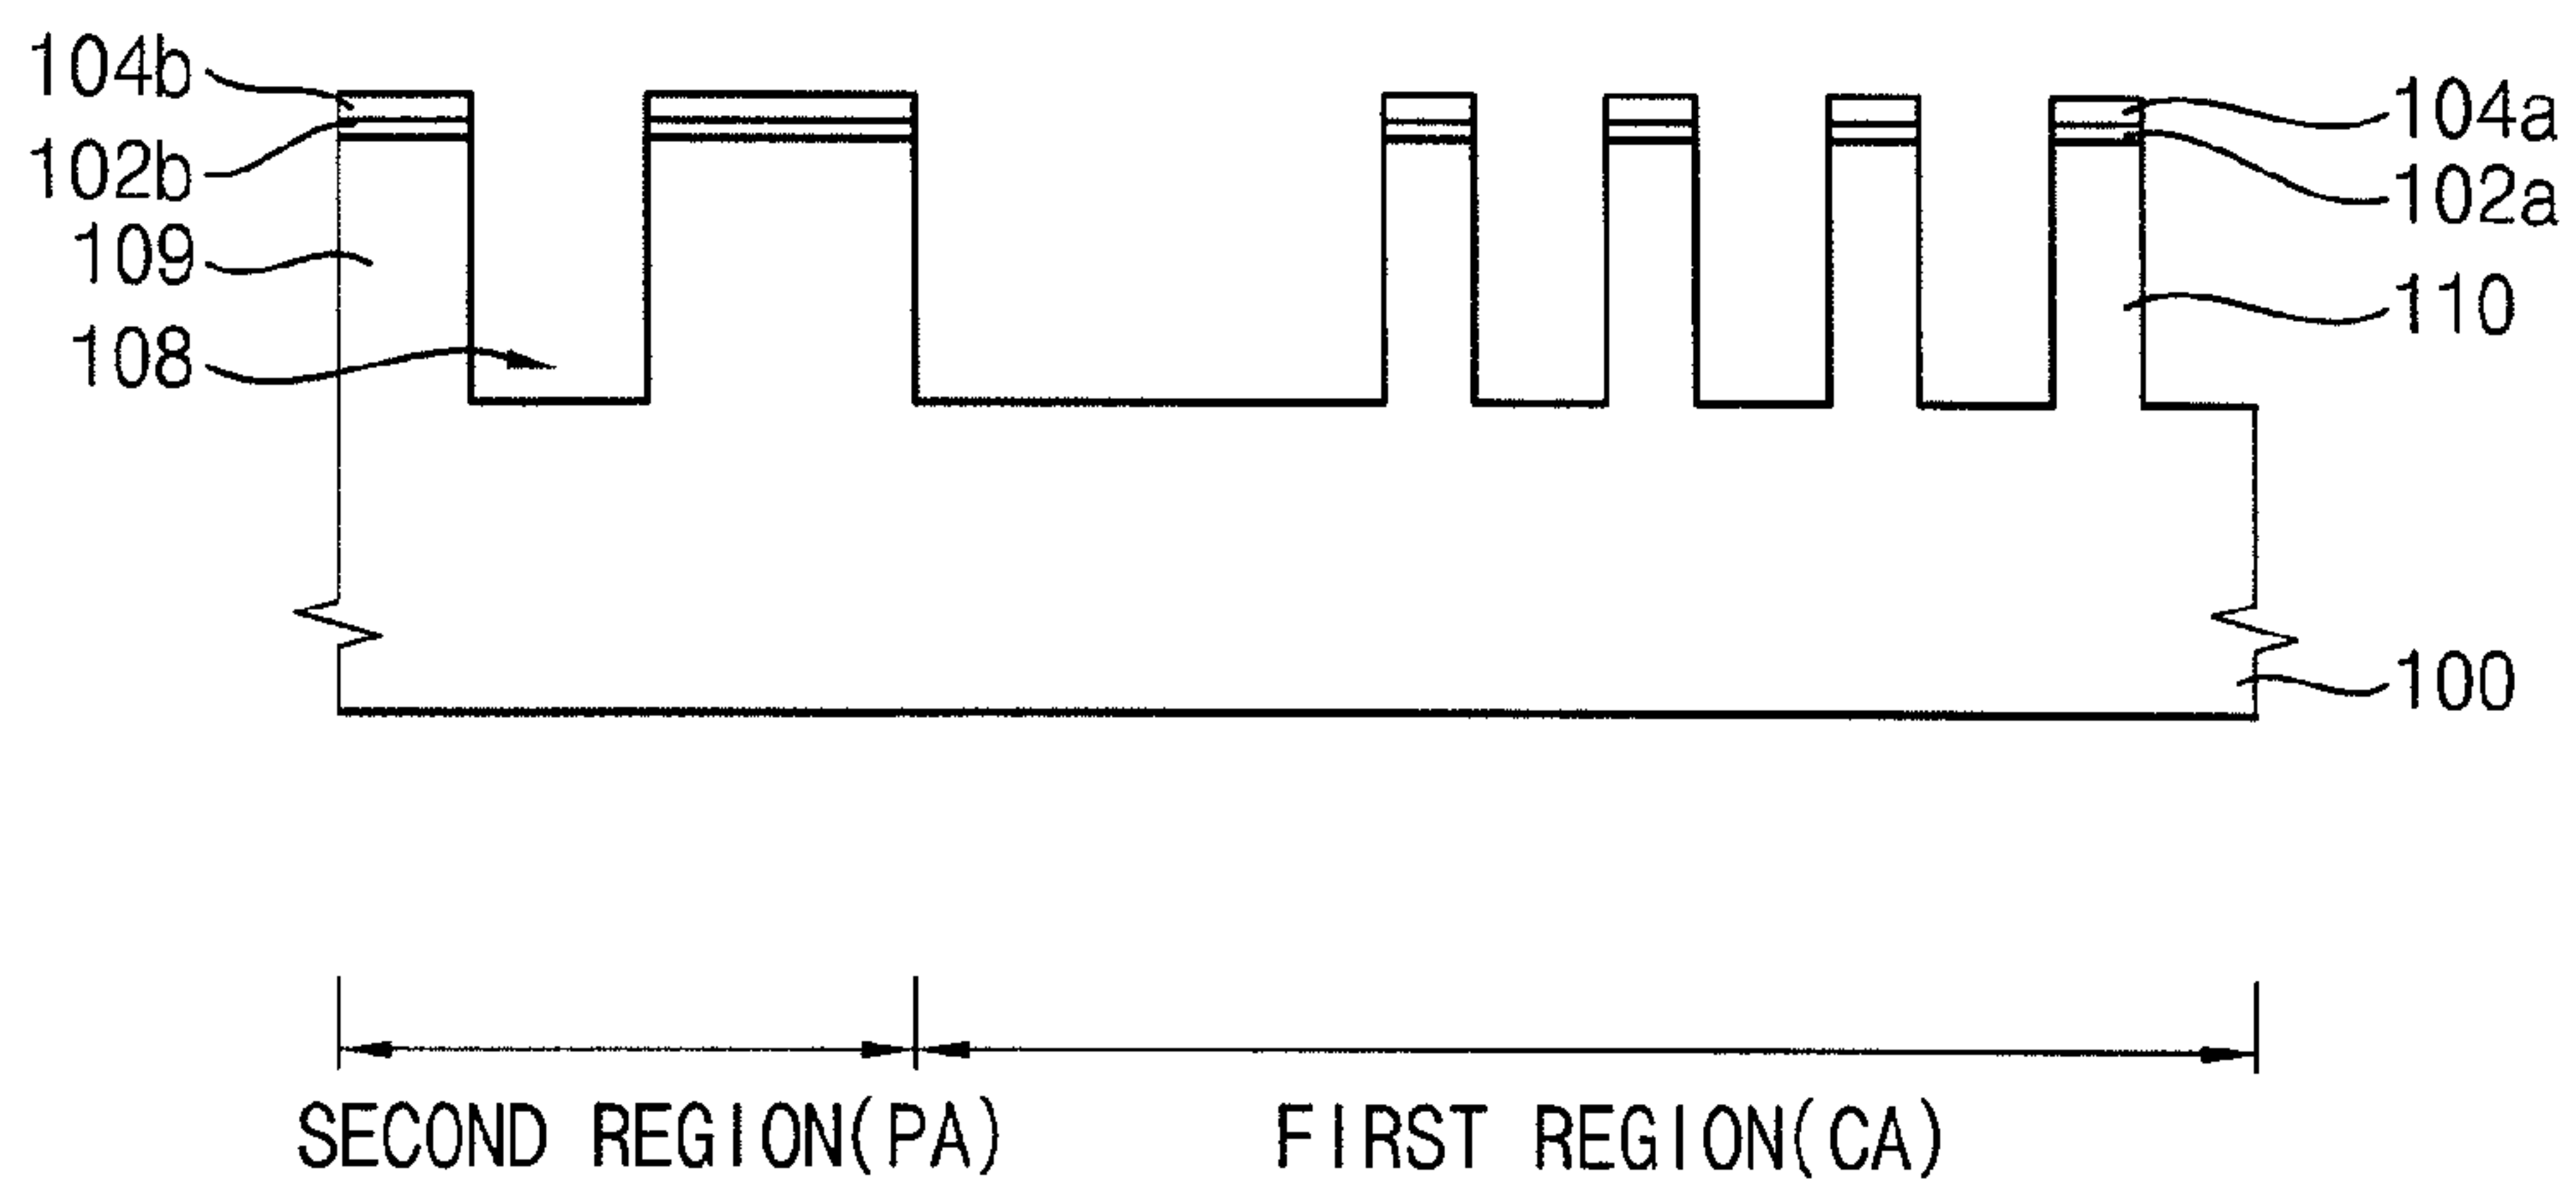 104b
102b
109
108
104a
102a
110
100
SECOND REGION(PA)
FIRST REGION(CA)